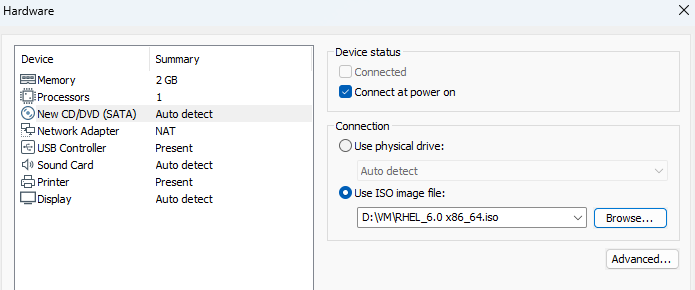 Hardware
Device Summary
Memory 2 GB
Processors 1
New CD/DVD (SATA) Auto detect
Network Adapter NAT
USB Controller Present
Sound Card Auto detect
Printer Present
Display Auto detect
Device status
Connected
Connect at power on
Connection
Use physical drive:
Auto detect
Use ISO image file:
D:\VM\RHEL_6.0 x86_64.iso Browse...
Advanced...